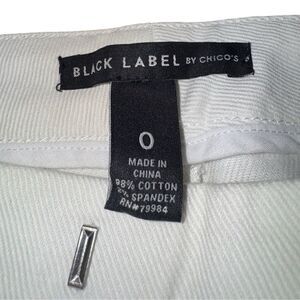 BLACK LABEL BY CHICO'S
0
MADE IN
CHINA
98% COTTON
2% SPANDEX
RN#79984